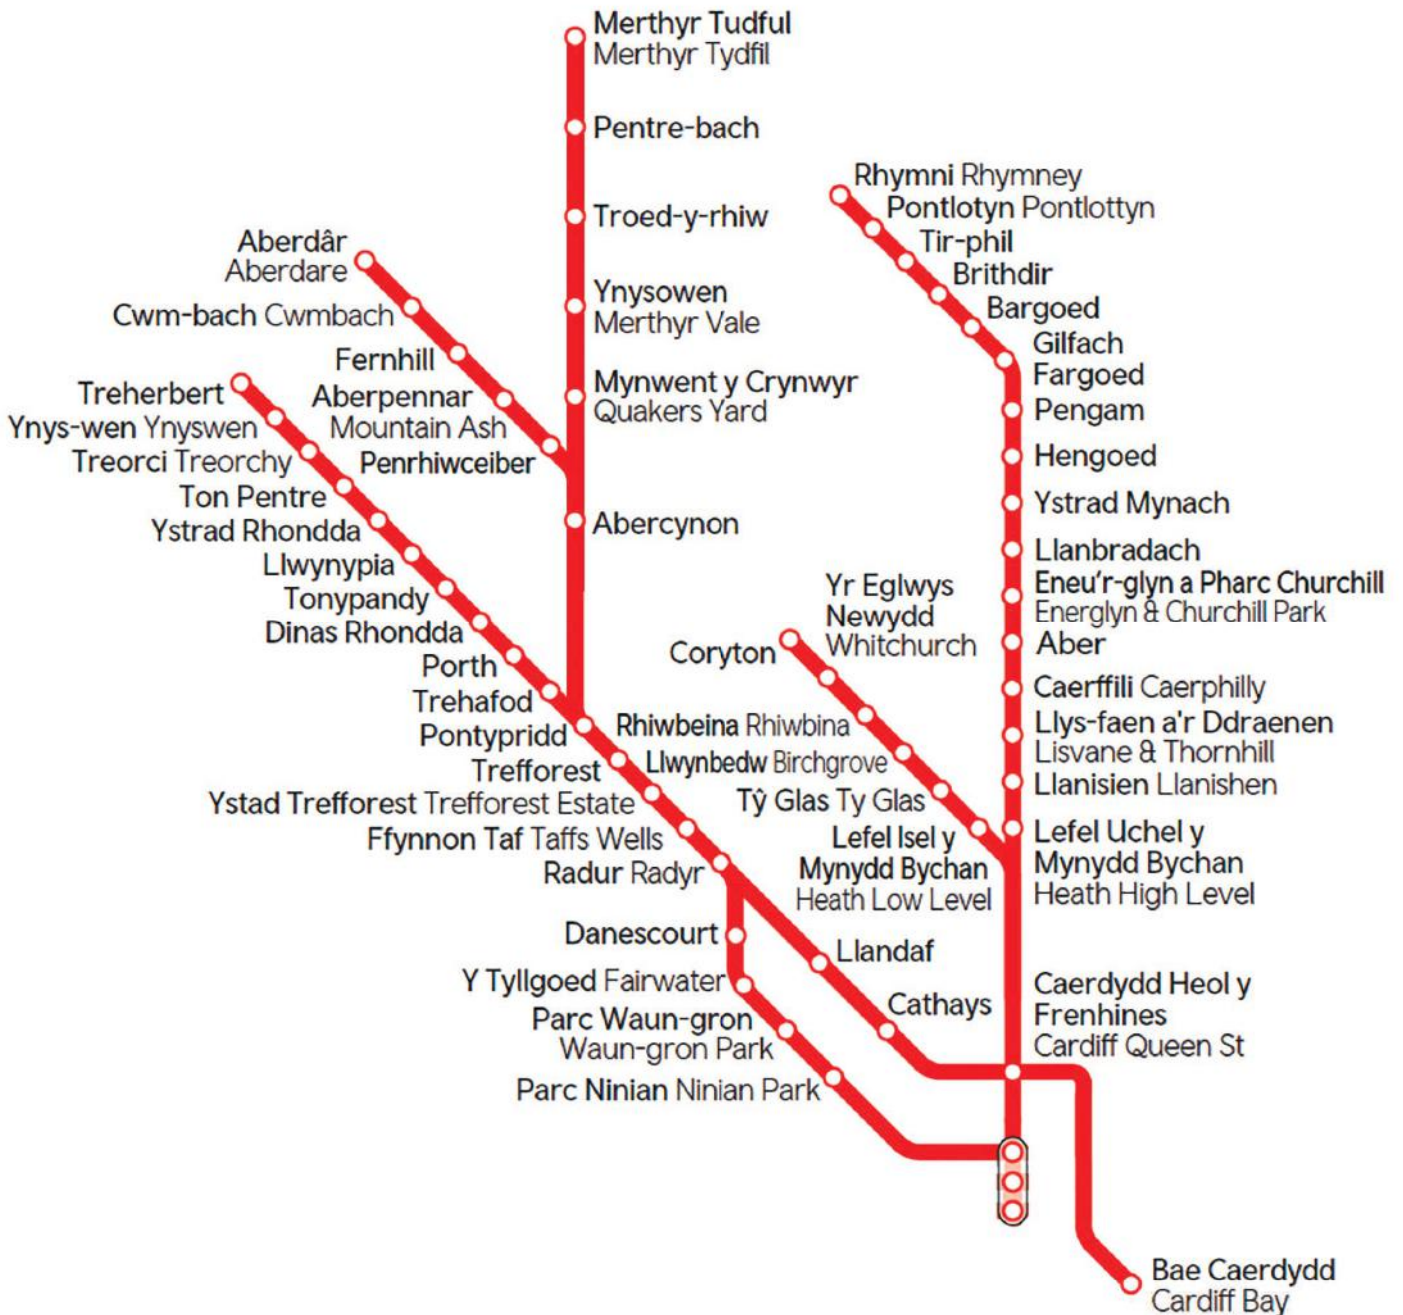 Merthyr Tudful
Merthyr Tydfil
Pentre-bach
Troed-y-rhiw
Ynysowen
Merthyr Vale
Mynwent y Crynwyr
Quakers Yard
Abercynon
Aberdâr
Aberdare
Cwm-bach Cwmbach
Fernhill
Aberpennar
Mountain Ash
Penrhiwceiber
Treherbert
Ynys-wen Ynyswen
Treorci Treorchy
Ton Pentre
Ystrad Rhondda
Llwynypia
Tonypandy
Dinas Rhondda
Porth
Trehafod
Pontypridd
Trefforest
Ystad Trefforest Trefforest Estate
Ffynnon Taf Taffs Wells
Radur Radyr
Danescourt
Y Tyllgoed Fairwater
Parc Waun-gron
Waun-gron Park
Parc Ninian Ninian Park
Llandaf
Cathays
Rhymni Rhymney
Pontlotyn Pontlottyn
Tir-phil
Brithdir
Bargoed
Gilfach
Fargoed
Pengam
Hengoed
Ystrad Mynach
Llanbradach
Eneu'r-glyn a Pharc Churchill
Energlyn & Churchill Park
Aber
Caerffili Caerphilly
Llys-faen a'r Ddraenen
Lisvane & Thornhill
Llanisien Llanishen
Lefel Uchel y
Mynydd Bychan
Heath High Level
Coryton
Yr Eglwys
Newydd
Whitchurch
Rhiwbeina Rhiwbina
Llwynbedw Birchgrove
Tŷ Glas Ty Glas
Lefel Isel y
Mynydd Bychan
Heath Low Level
Caerdydd Heol y
Frenhines
Cardiff Queen St
Bae Caerdydd
Cardiff Bay